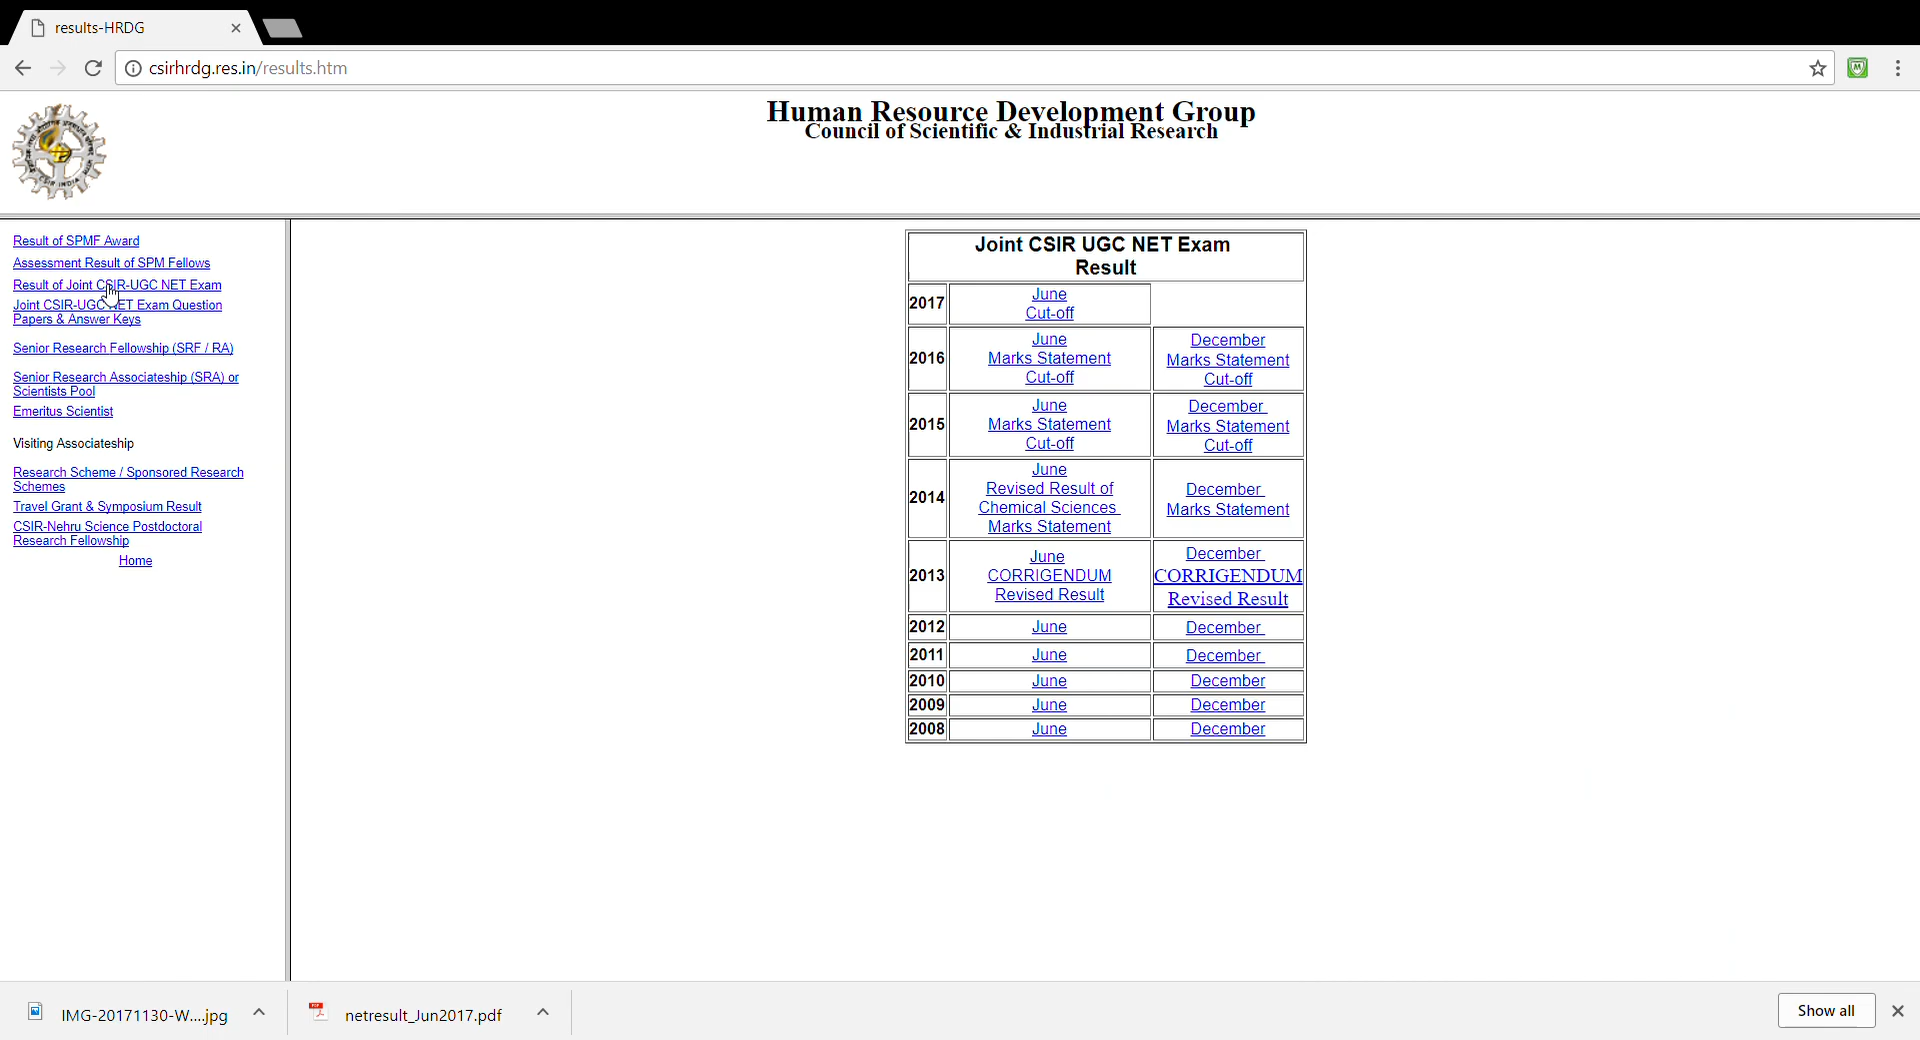 results-HRDG
csirhrdg.res.in/results.htm
Human Resource Development Group
Council of Scientific & Industrial Research
CSIR INDIA
Result of SPMF Award
Assessment Result of SPM Fellows
Result of Joint CSIR-UGC NET Exam
Joint CSIR-UGC NET Exam Question
Papers & Answer Keys
Senior Research Fellowship (SRF / RA)
Senior Research Associateship (SRA) or
Scientists Pool
Emeritus Scientist
Visiting Associateship
Research Scheme / Sponsored Research
Schemes
Travel Grant & Symposium Result
CSIR-Nehru Science Postdoctoral
Research Fellowship
Home
Joint CSIR UGC NET Exam
Result
2017
June
Cut-off
2016
June
Marks Statement
Cut-off
December
Marks Statement
Cut-off
2015
June
Marks Statement
Cut-off
December
Marks Statement
Cut-off
2014
June
Revised Result of
Chemical Sciences
Marks Statement
December
Marks Statement
2013
June
CORRIGENDUM
Revised Result
December
CORRIGENDUM
Revised Result
2012 June December
2011 June December
2010 June December
2009 June December
2008 June December
IMG-20171130-W....jpg
netresult_Jun2017.pdf
Show all